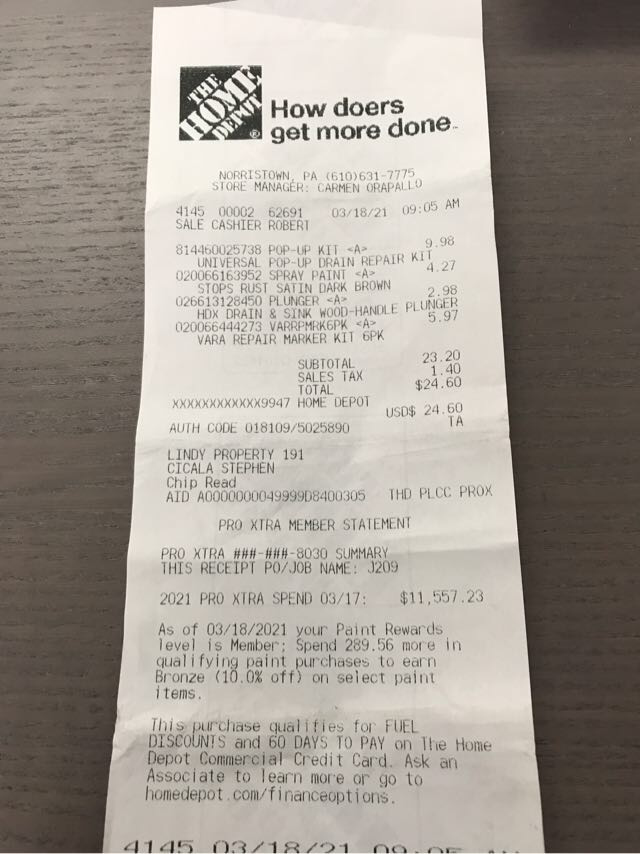 THE
HOME
DEPOT
®
How doers
get more done™
NORRISTOWN, PA (610)631-7775
STORE MANAGER: CARMEN ORAPALLO
4145 00002 62691 03/18/21 09:05 AM
SALE CASHIER ROBERT
814460025738 POP-UP KIT <A> 9.98
UNIVERSAL POP-UP DRAIN REPAIR KIT
020066163952 SPRAY PAINT <A> 4.27
STOPS RUST SATIN DARK BROWN
026613128450 PLUNGER <A> 2.98
HDX DRAIN & SINK WOOD-HANDLE PLUNGER
020066444273 VARRPMRK6PK <A> 5.97
VARA REPAIR MARKER KIT 6PK
SUBTOTAL 23.20
SALES TAX 1.40
TOTAL $24.60
XXXXXXXXXXXX9947 HOME DEPOT
USD$ 24.60
AUTH CODE 018109/5025890 TA
LINDY PROPERTY 191
CICALA STEPHEN
Chip Read
AID A0000000049999D8400305 THD PLCC PROX
PRO XTRA MEMBER STATEMENT
PRO XTRA ###-###-8030 SUMMARY
THIS RECEIPT PO/JOB NAME: J209
2021 PRO XTRA SPEND 03/17: $11,557.23
As of 03/18/2021 your Paint Rewards
level is Member; Spend 289.56 more in
qualifying paint purchases to earn
Bronze (10.0% off) on select paint
items.
This purchase qualifies for FUEL
DISCOUNTS and 60 DAYS TO PAY on The Home
Depot Commercial Credit Card. Ask an
Associate to learn more or go to
homedepot.com/financeoptions.
4145 03/18/21 09:05